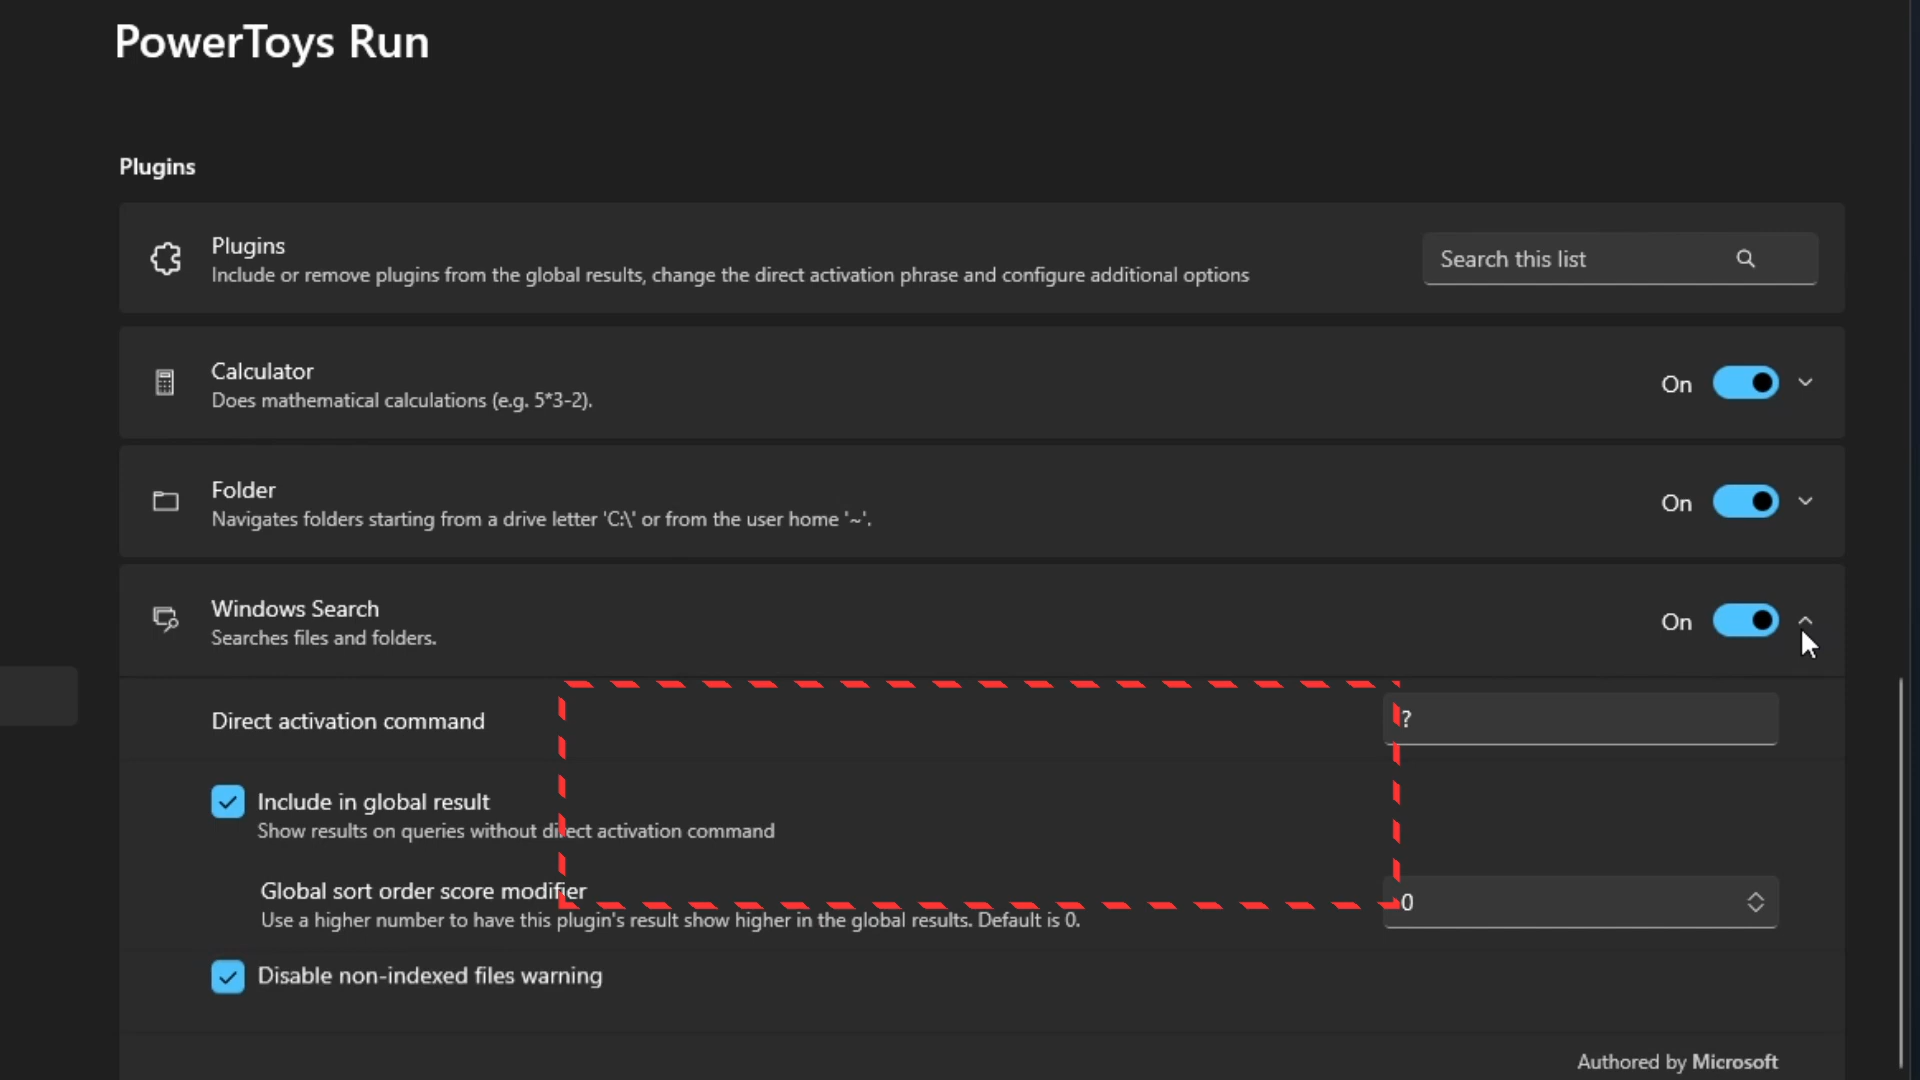 PowerToys Run
Plugins
Plugins
Include or remove plugins from the global results, change the direct activation phrase and configure additional options
Search this list
Calculator
Does mathematical calculations (e.g. 5*3-2).
On
Folder
Navigates folders starting from a drive letter 'C:\' or from the user home '~'.
On
Windows Search
Searches files and folders.
On
Direct activation command
?
Include in global result
Show results on queries without direct activation command
Global sort order score modifier
Use a higher number to have this plugin's result show higher in the global results. Default is 0.
0
Disable non-indexed files warning
Authored by Microsoft